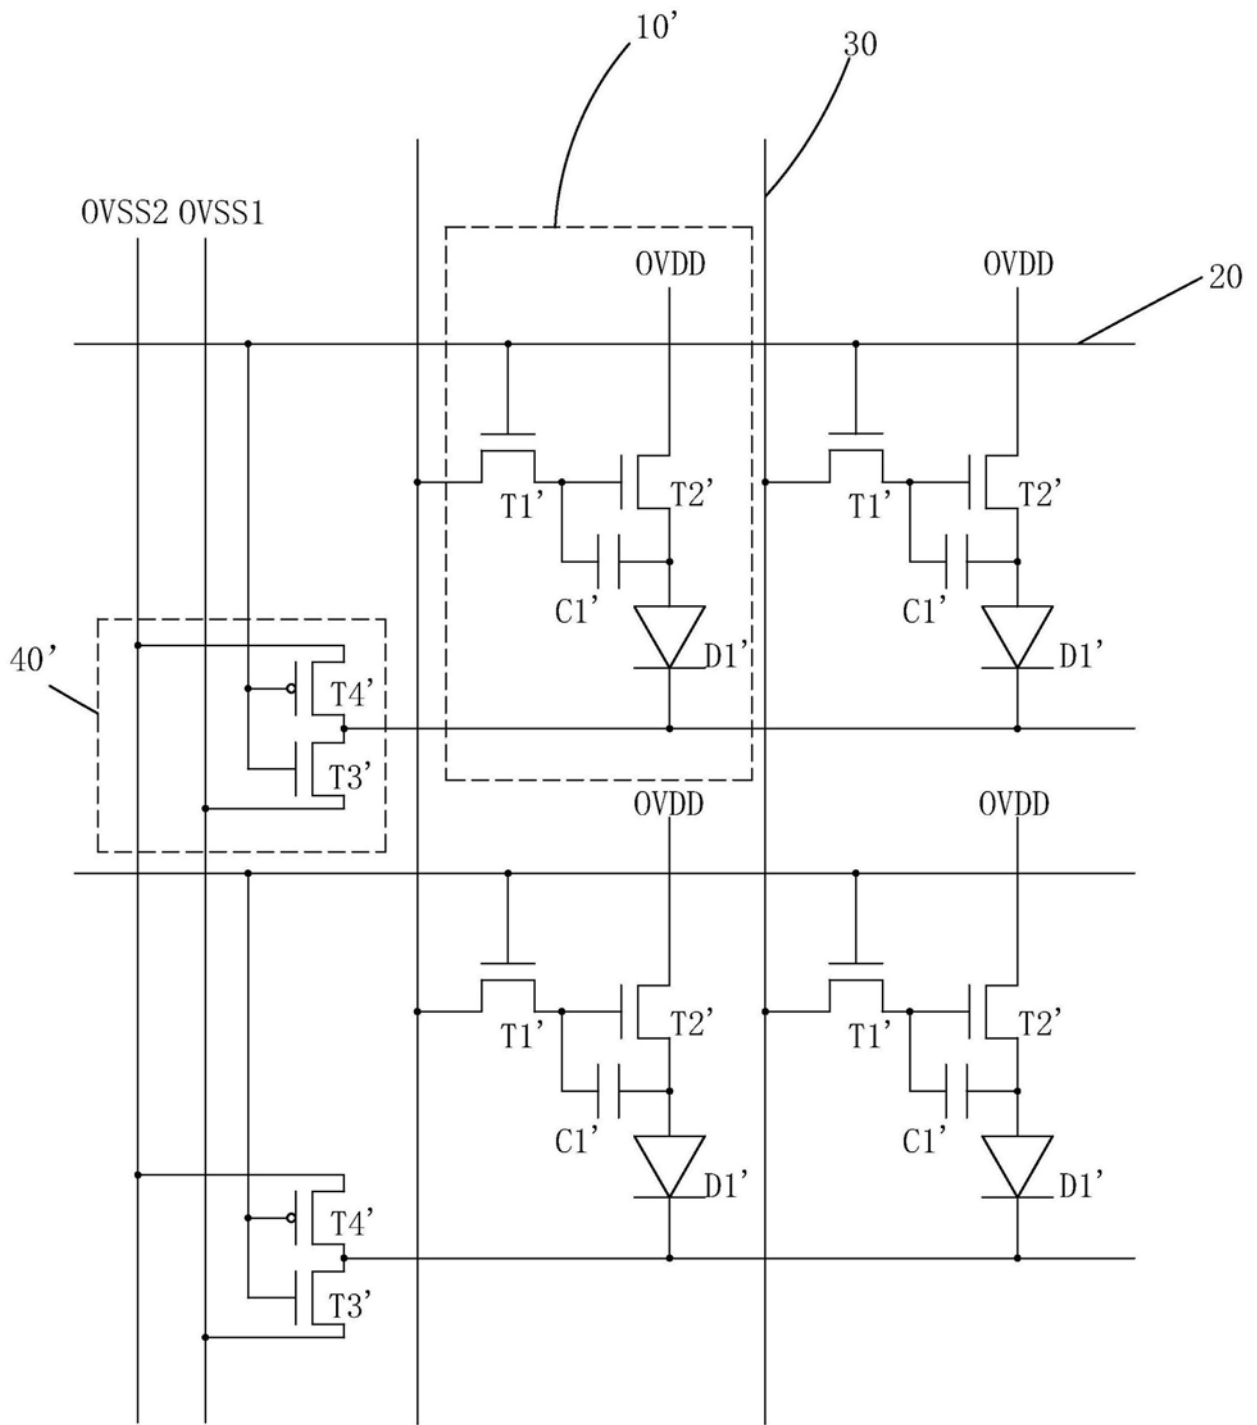 10'
30
OVSS2 OVSS1
OVDD
OVDD
20
T1'
T2'
T1'
T2'
C1'
C1'
40'
D1'
D1'
T4'
T3'
OVDD
OVDD
T1'
T2'
T1'
T2'
C1'
C1'
D1'
D1'
T4'
T3'